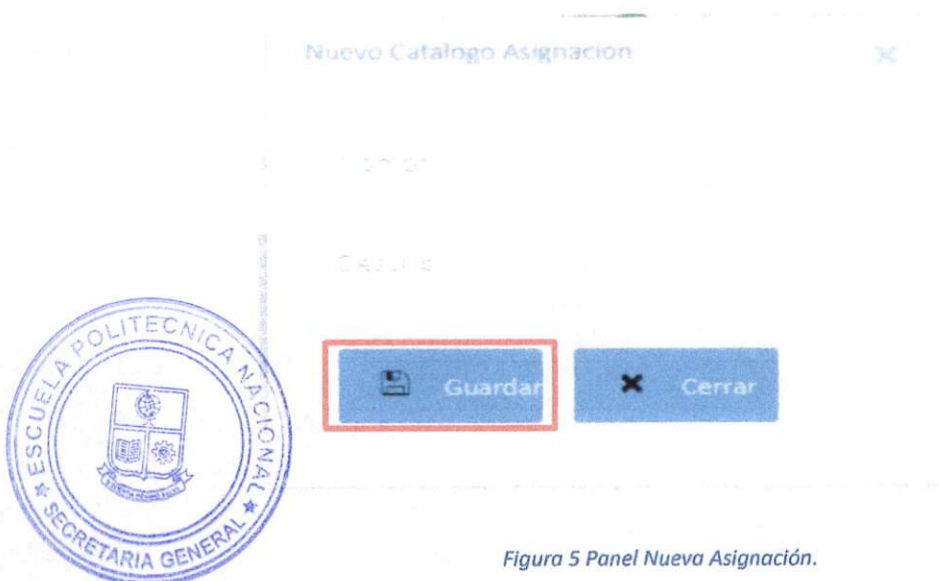 Nuevo Catalogo Asignacion
Guardar
Cerrar
ESCUELA POLITECNICA NACIONAL
SECRETARIA GENERAL
Figura 5 Panel Nueva Asignación.